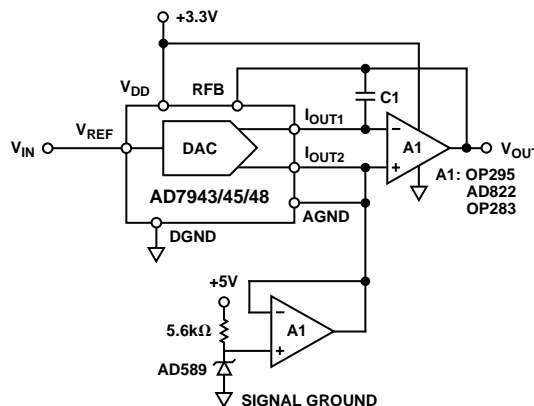 +3.3V
VDD
RFB
C1
VREF
IOUT1
VIN
DAC
A1
VOUT
IOUT2
A1: OP295
AD822
OP283
AD7943/45/48
AGND
DGND
+5V
5.6kΩ
A1
AD589
SIGNAL GROUND